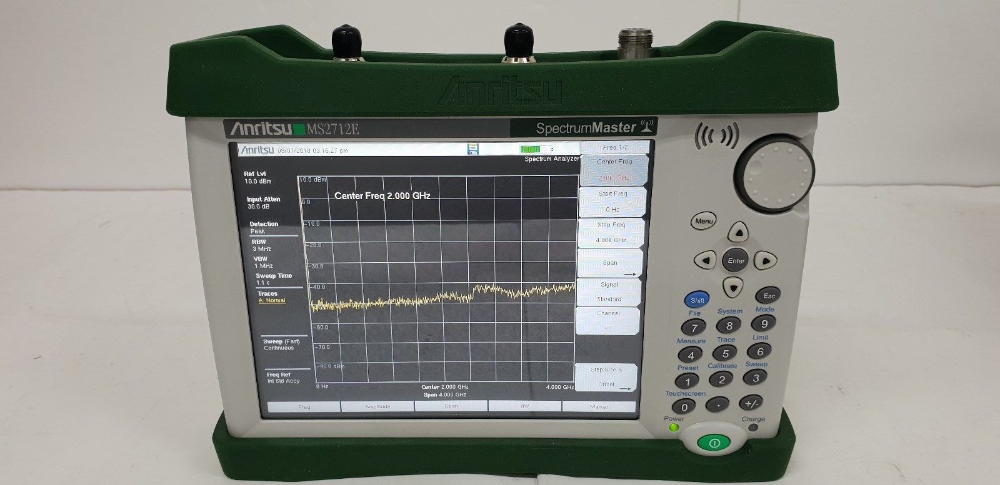 Anritsu
Anritsu MS2712E
SpectrumMaster
Anritsu 09/07/2018 03:16:27 pm
Freq 1/2
Spectrum Analyzer
Center Freq
2.000 GHz
Start Freq
0 Hz
Stop Freq
4.000 GHz
Span
Signal
Standard
Channel
--
Step Size &
Offset
Ref Lvl
10.0 dBm
Input Atten
30.0 dB
Detection
Peak
RBW
3 MHz
VBW
1 MHz
Sweep Time
1.1 s
Traces
A: Normal
Sweep (Fast)
Continuous
Freq Ref
Int Std Accy
10.0 dBm
Center Freq 2.000 GHz
0.0
-10.0
-20.0
-30.0
-40.0
-60.0
-70.0
-80.0 dBm
0 Hz
Center 2.000 GHz
4.000 GHz
Span 4.000 GHz
Freq
Amplitude
Span
BW
Marker
Menu
Enter
Shift
Esc
File
System
Mode
7
8
9
Measure
Trace
Limit
4
5
6
Preset
Calibrate
Sweep
1
2
3
Touchscreen
0
.
+/-
Power
Charge